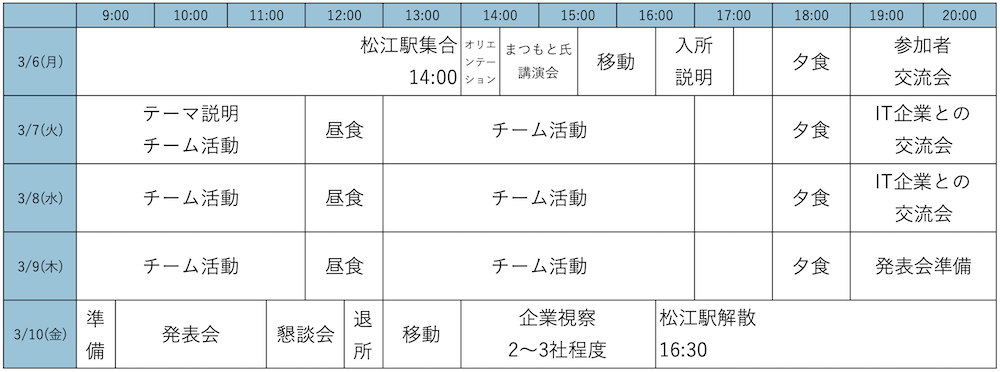 9:00 10:00 11:00 12:00 13:00 14:00 15:00 16:00 17:00 18:00 19:00 20:00
3/6(月)
松江駅集合
14:00
オリエ
ンテー
ション
まつもと氏
講演会
移動
入所
説明
夕食
参加者
交流会
3/7(火)
テーマ説明
チーム活動
昼食
チーム活動
夕食
IT企業との
交流会
3/8(水)
チーム活動
昼食
チーム活動
夕食
IT企業との
交流会
3/9(木)
チーム活動
昼食
チーム活動
夕食
発表会準備
3/10(金)
準
備
発表会
懇談会
退
所
移動
企業視察
2〜3社程度
松江駅解散
16:30